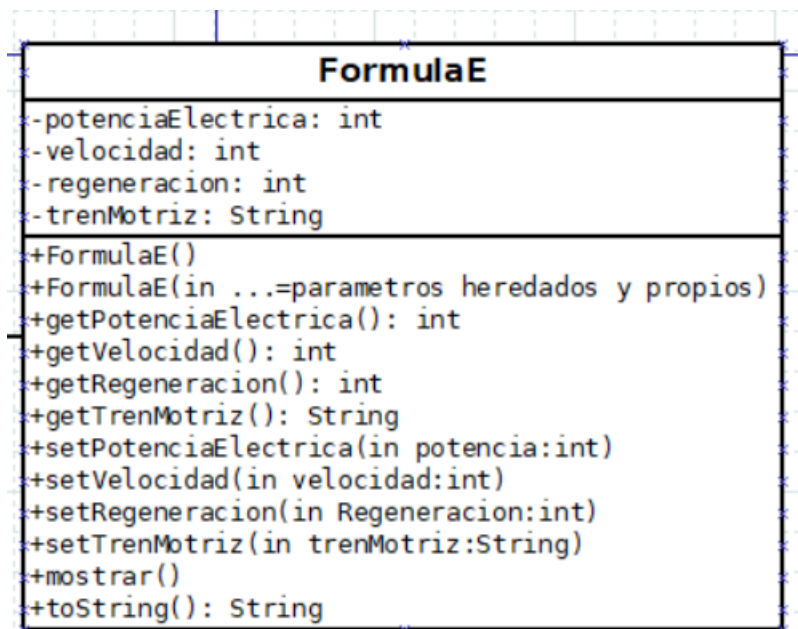 FormulaE
-potenciaElectrica: int
-velocidad: int
-regeneracion: int
-trenMotriz: String
+FormulaE()
+FormulaE(in ...=parametros heredados y propios)
+getPotenciaElectrica(): int
+getVelocidad(): int
+getRegeneracion(): int
+getTrenMotriz(): String
+setPotenciaElectrica(in potencia:int)
+setVelocidad(in velocidad:int)
+setRegeneracion(in Regeneracion:int)
+setTrenMotriz(in trenMotriz:String)
+mostrar()
+toString(): String